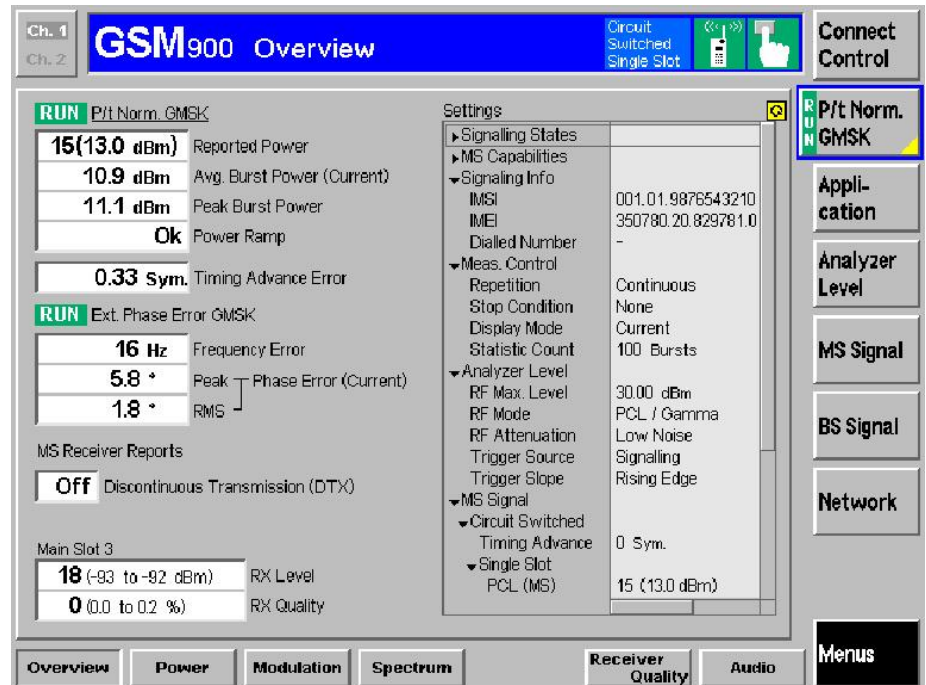 Ch. 1
Ch. 2
GSM900 Overview
Circuit
Switched
Single Slot
Connect
Control
RUN P/t Norm. GMSK
15(13.0 dBm) Reported Power
10.9 dBm Avg. Burst Power (Current)
11.1 dBm Peak Burst Power
Ok Power Ramp
0.33 Sym. Timing Advance Error
RUN Ext. Phase Error GMSK
16 Hz Frequency Error
5.8 ° Peak Phase Error (Current)
1.8 ° RMS
MS Receiver Reports
Off Discontinuous Transmission (DTX)
Main Slot 3
18 (-93 to -92 dBm) RX Level
0 (0.0 to 0.2 %) RX Quality
Settings
Signalling States
MS Capabilities
Signaling Info
IMSI 001.01.9876543210
IMEI 350780.20.829781.0
Dialled Number -
Meas. Control
Repetition Continuous
Stop Condition None
Display Mode Current
Statistic Count 100 Bursts
Analyzer Level
RF Max. Level 30.00 dBm
RF Mode PCL / Gamma
RF Attenuation Low Noise
Trigger Source Signalling
Trigger Slope Rising Edge
MS Signal
Circuit Switched
Timing Advance 0 Sym.
Single Slot
PCL (MS) 15 (13.0 dBm)
RUN
P/t Norm.
GMSK
Appli-
cation
Analyzer
Level
MS Signal
BS Signal
Network
Menus
Overview
Power
Modulation
Spectrum
Receiver
Quality
Audio